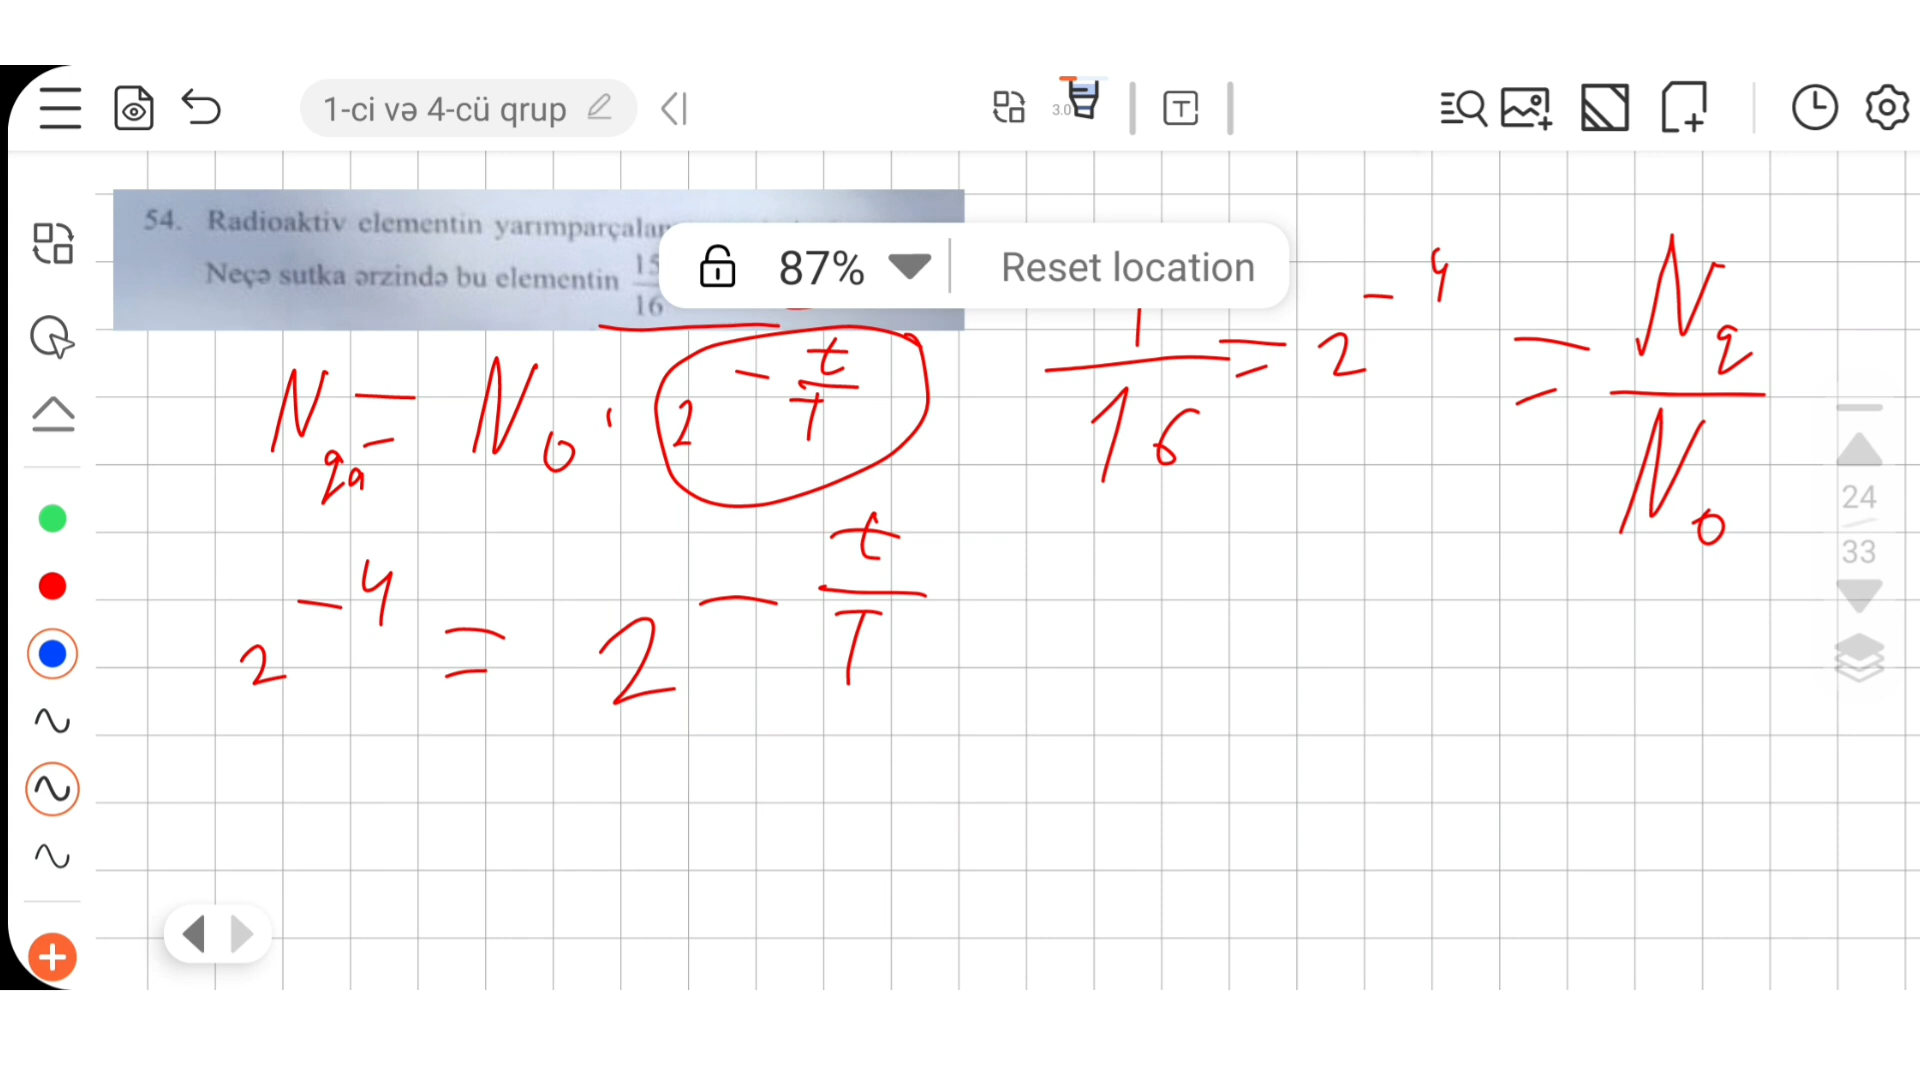 1-ci və 4-cü qrup
3.0
T
54. Radioaktiv elementin
Neçə sutka ərzində bu elementin 15/16
87% Reset location
N_qa = N_0 · 2^(-t/T)
1/16 = 2^-4 = N_q/N_0
2^-4 = 2^(-t/T)
24
33